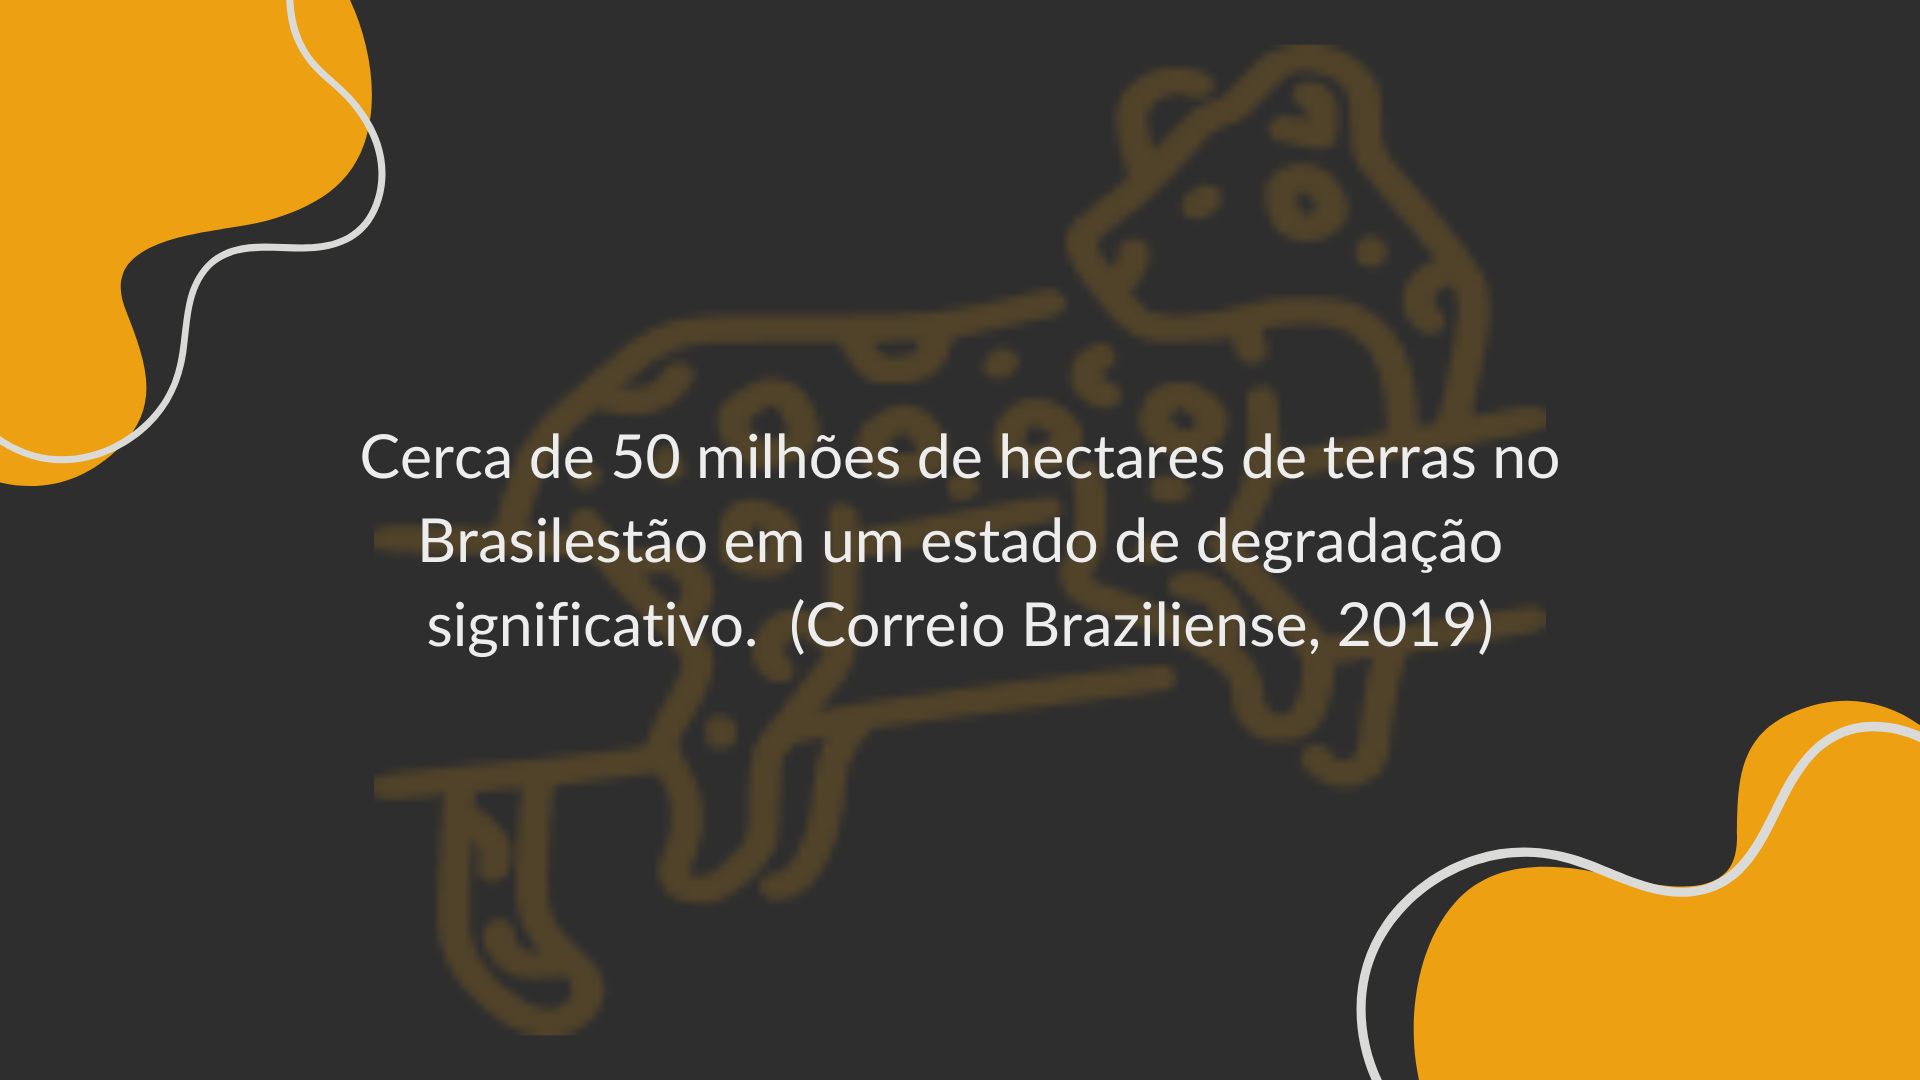 Cerca de 50 milhões de hectares de terras no
Brasilestão em um estado de degradação
significativo.  (Correio Braziliense, 2019)